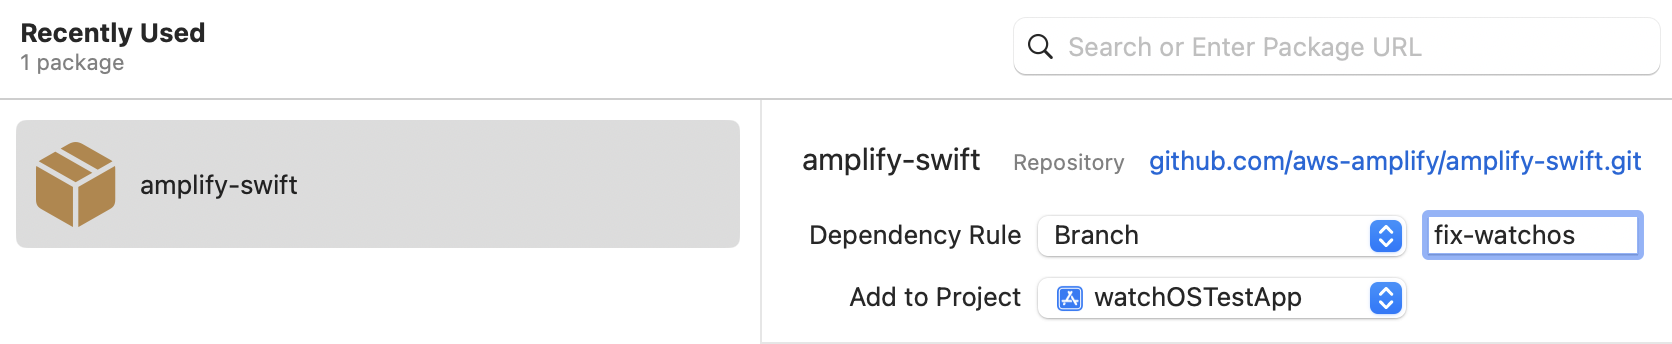 Recently Used
1 package
Search or Enter Package URL
amplify-swift
amplify-swift Repository github.com/aws-amplify/amplify-swift.git
Dependency Rule Branch fix-watchos
Add to Project watchOSTestApp